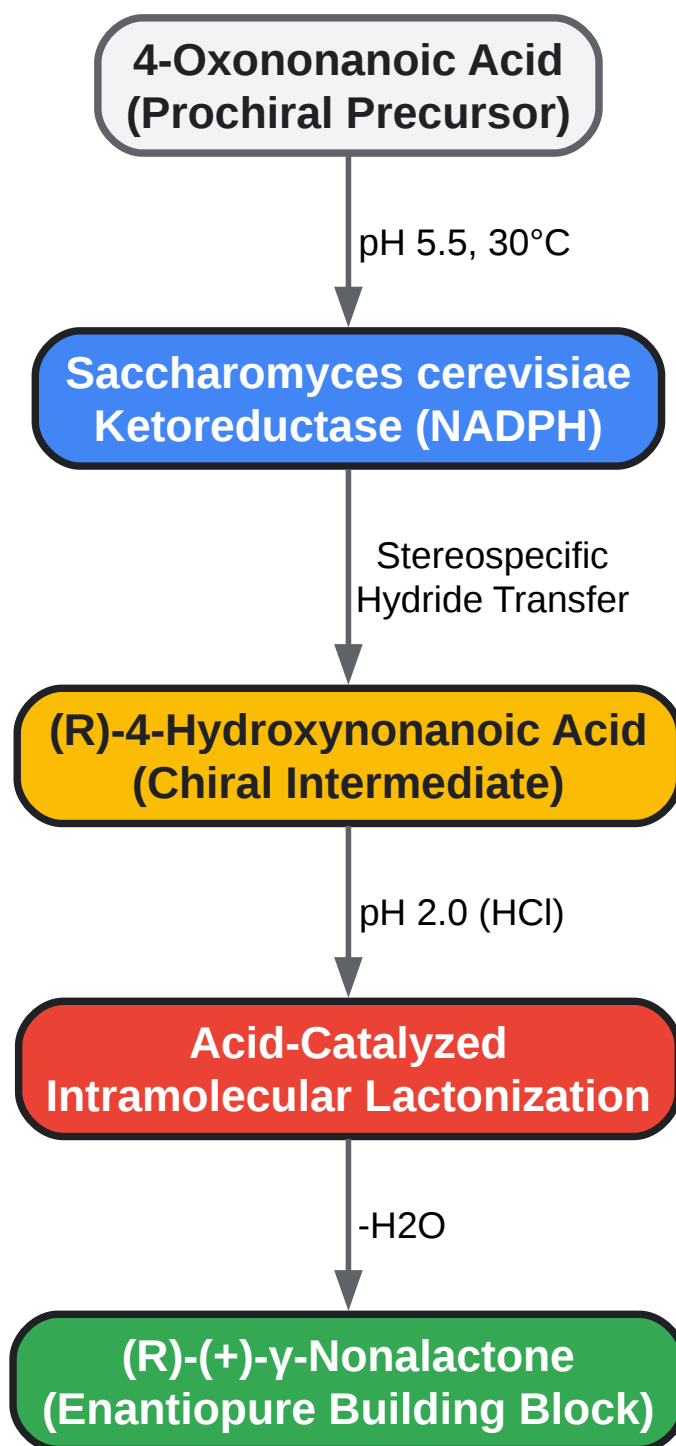 4-Oxononanoic Acid
(Prochiral Precursor)
pH 5.5, 30°C
Saccharomyces cerevisiae
Ketoreductase (NADPH)
Stereospecific
Hydride Transfer
(R)-4-Hydroxynonanoic Acid
(Chiral Intermediate)
pH 2.0 (HCl)
Acid-Catalyzed
Intramolecular Lactonization
-H2O
(R)-(+)-γ-Nonalactone
(Enantiopure Building Block)